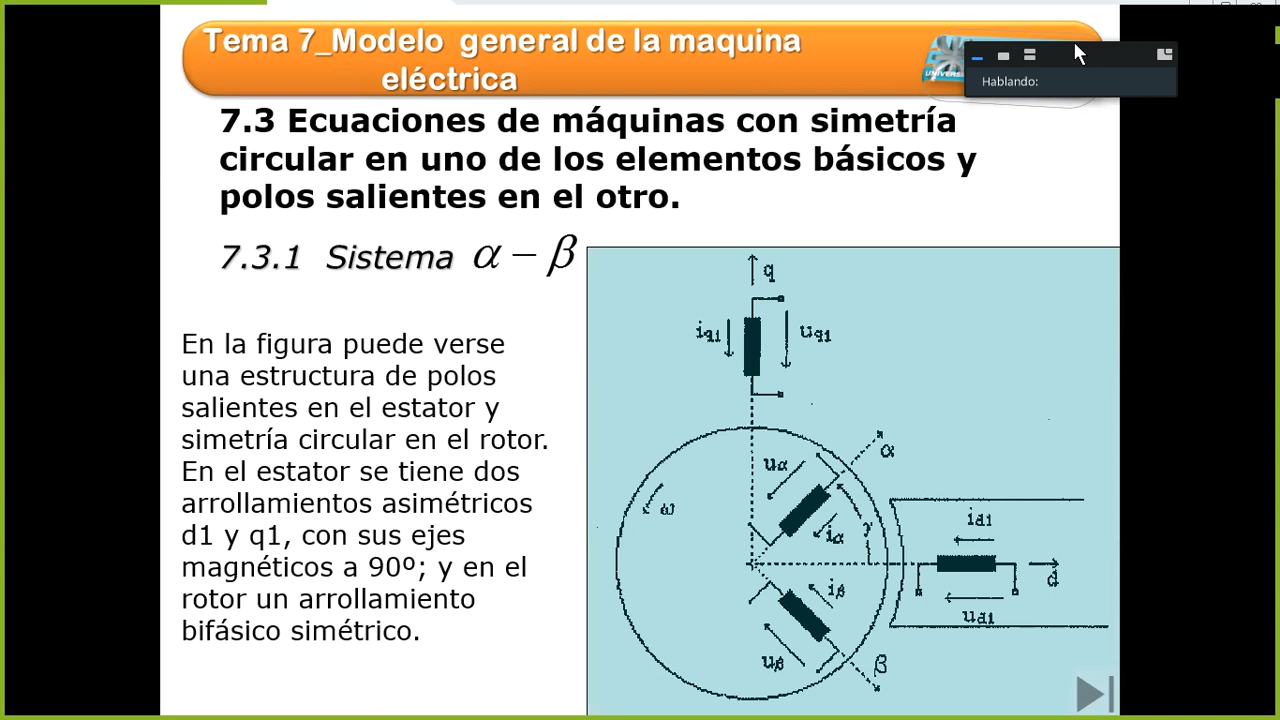 Tema 7_Modelo general de la maquina
eléctrica
UNIVERS
Hablando:
7.3 Ecuaciones de máquinas con simetría
circular en uno de los elementos básicos y
polos salientes en el otro.
7.3.1 Sistema α − β
En la figura puede verse
una estructura de polos
salientes en el estator y
simetría circular en el rotor.
En el estator se tiene dos
arrollamientos asimétricos
d1 y q1, con sus ejes
magnéticos a 90º; y en el
rotor un arrollamiento
bifásico simétrico.
q
iq1
uq1
α
uα
ω
iα
γ
id1
d
ud1
iβ
uβ
β